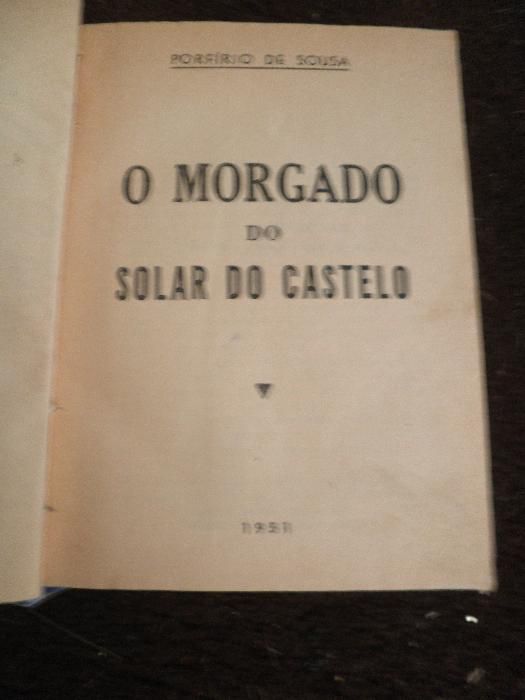 PORFÍRIO DE SOUSA
O MORGADO
DO
SOLAR DO CASTELO
1951